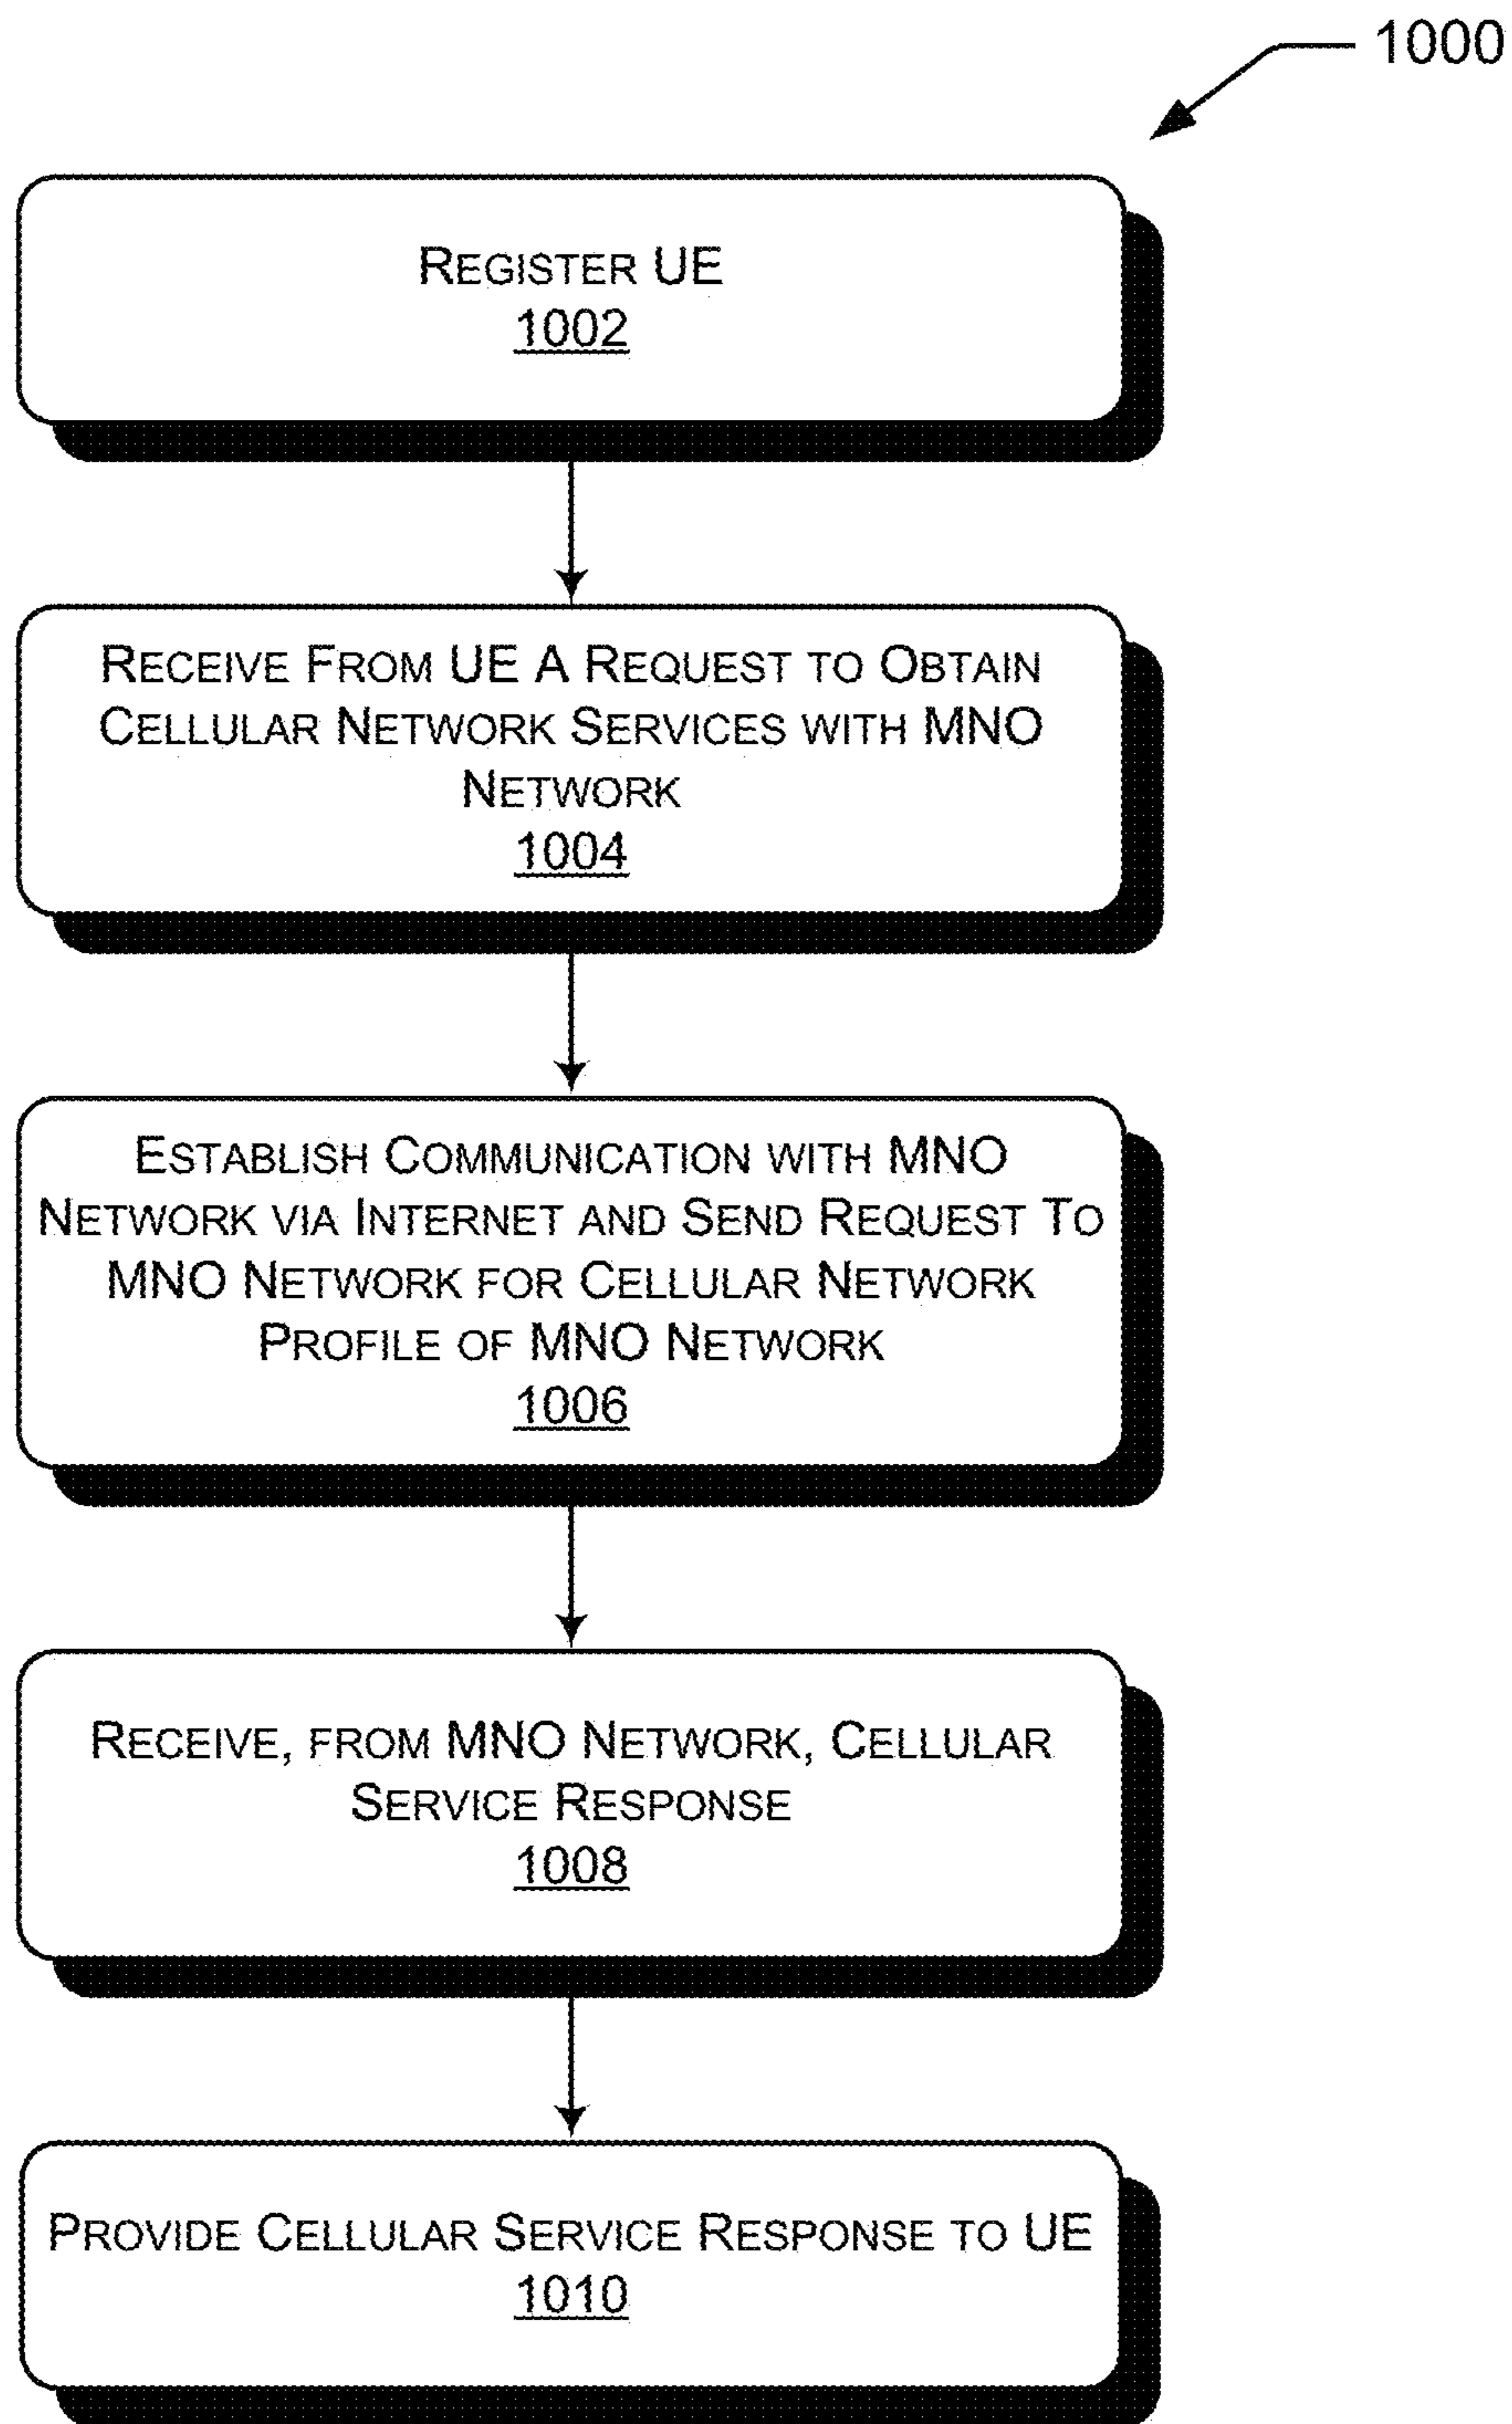 1000
REGISTER UE
1002
RECEIVE FROM UE A REQUEST TO OBTAIN
CELLULAR NETWORK SERVICES WITH MNO
NETWORK
1004
ESTABLISH COMMUNICATION WITH MNO
NETWORK VIA INTERNET AND SEND REQUEST TO
MNO NETWORK FOR CELLULAR NETWORK
PROFILE OF MNO NETWORK
1006
RECEIVE, FROM MNO NETWORK, CELLULAR
SERVICE RESPONSE
1008
PROVIDE CELLULAR SERVICE RESPONSE TO UE
1010